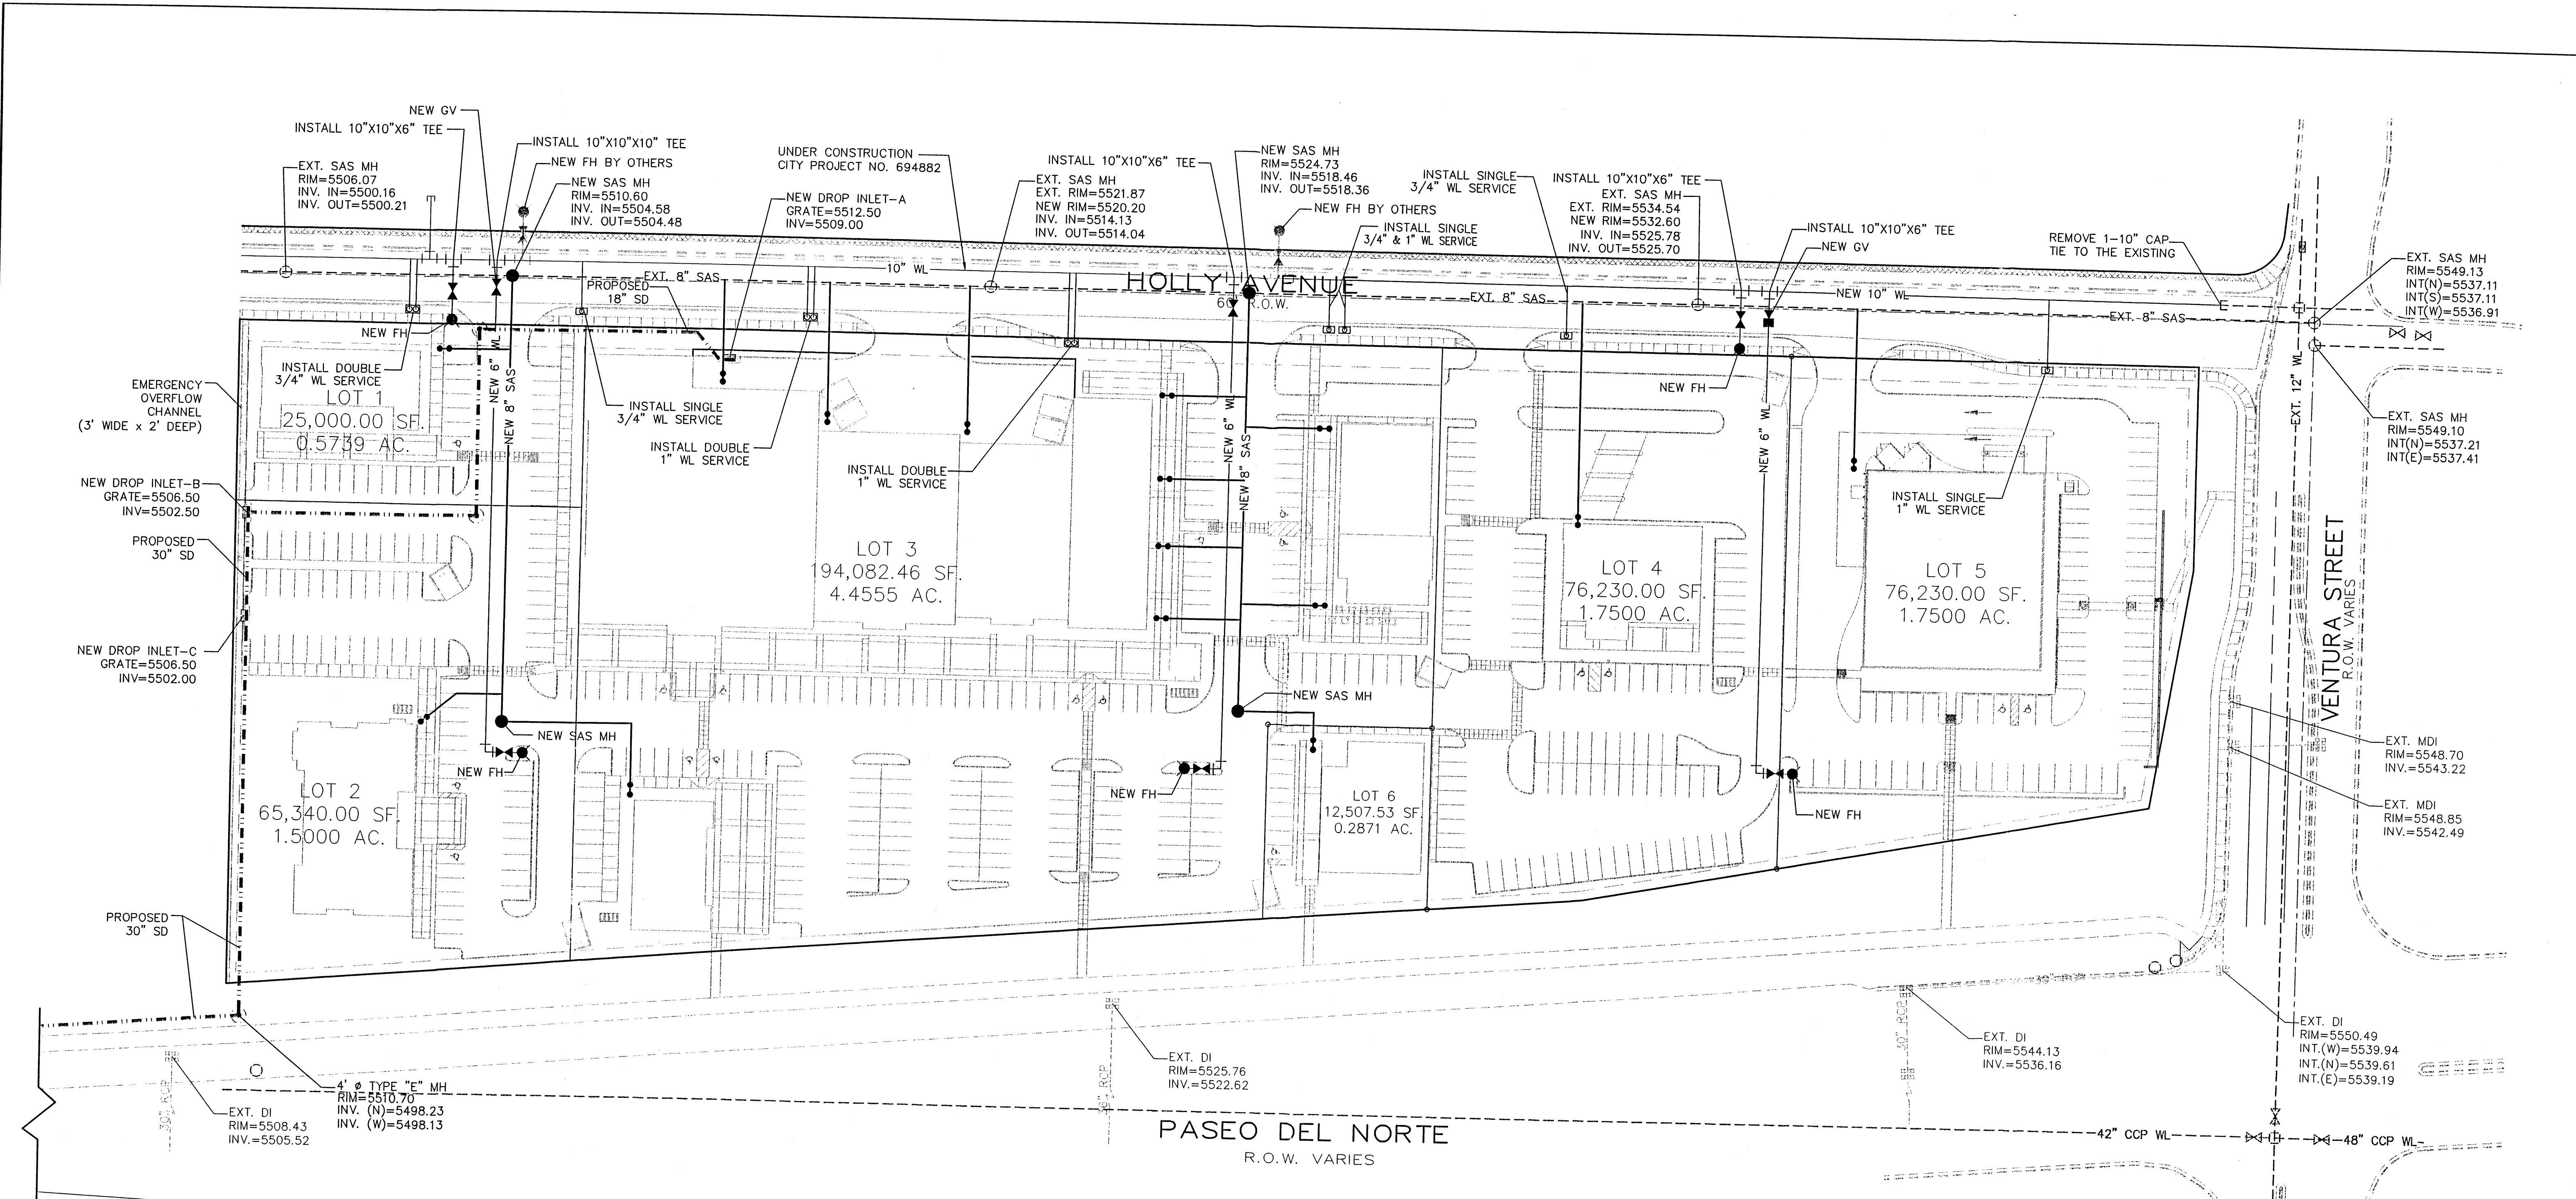 NEW GV
INSTALL 10"X10"X6" TEE
EXT. SAS MH
RIM=5506.07
INV. IN=5500.16
INV. OUT=5500.21
INSTALL 10"X10"X10" TEE
NEW FH BY OTHERS
NEW SAS MH
RIM=5510.60
INV. IN=5504.58
INV. OUT=5504.48
UNDER CONSTRUCTION
CITY PROJECT NO. 694882
NEW DROP INLET-A
GRATE=5512.50
INV=5509.00
INSTALL 10"X10"X6" TEE
EXT. SAS MH
EXT. RIM=5521.87
NEW RIM=5520.20
INV. IN=5514.13
INV. OUT=5514.04
NEW SAS MH
RIM=5524.73
INV. IN=5518.46
INV. OUT=5518.36
NEW FH BY OTHERS
INSTALL SINGLE
3/4" & 1" WL SERVICE
INSTALL SINGLE
3/4" WL SERVICE
INSTALL 10"X10"X6" TEE
EXT. SAS MH
EXT. RIM=5534.54
NEW RIM=5532.60
INV. IN=5525.78
INV. OUT=5525.70
INSTALL 10"X10"X6" TEE
NEW GV
REMOVE 1-10" CAP
TIE TO THE EXISTING
EXT. SAS MH
RIM=5549.13
INT(N)=5537.11
INT(S)=5537.11
INT(W)=5536.91
EXT. 8" SAS
10" WL
HOLLY AVENUE
60' R.O.W.
EXT. 8" SAS
NEW 10" WL
EXT. 8" SAS
PROPOSED
18" SD
NEW FH
INSTALL DOUBLE
3/4" WL SERVICE
EMERGENCY
OVERFLOW
CHANNEL
(3' WIDE x 2' DEEP)
LOT 1
25,000.00 SF.
0.5739 AC.
NEW 6" WL
NEW 8" SAS
INSTALL SINGLE
3/4" WL SERVICE
INSTALL DOUBLE
1" WL SERVICE
INSTALL DOUBLE
1" WL SERVICE
NEW 6" WL
NEW 8" SAS
NEW FH
NEW 6" WL
INSTALL SINGLE
1" WL SERVICE
EXT. 12" WL
EXT. SAS MH
RIM=5549.10
INT(N)=5537.21
INT(E)=5537.41
NEW DROP INLET-B
GRATE=5506.50
INV=5502.50
PROPOSED
30" SD
NEW DROP INLET-C
GRATE=5506.50
INV=5502.00
LOT 3
194,082.46 SF.
4.4555 AC.
LOT 4
76,230.00 SF.
1.7500 AC.
LOT 5
76,230.00 SF.
1.7500 AC.
VENTURA STREET
R.O.W. VARIES
NEW SAS MH
NEW FH
NEW SAS MH
NEW FH
NEW FH
LOT 2
65,340.00 SF.
1.5000 AC.
LOT 6
12,507.53 SF.
0.2871 AC.
EXT. MDI
RIM=5548.70
INV.=5543.22
EXT. MDI
RIM=5548.85
INV.=5542.49
PROPOSED
30" SD
4' ø TYPE "E" MH
RIM=5510.70
INV. (N)=5498.23
INV. (W)=5498.13
30" RCP
EXT. DI
RIM=5508.43
INV.=5505.52
30" RCP
EXT. DI
RIM=5525.76
INV.=5522.62
30" RCP
EXT. DI
RIM=5544.13
INV.=5536.16
EXT. DI
RIM=5550.49
INT.(W)=5539.94
INT.(N)=5539.61
INT.(E)=5539.19
PASEO DEL NORTE
R.O.W. VARIES
42" CCP WL
48" CCP WL